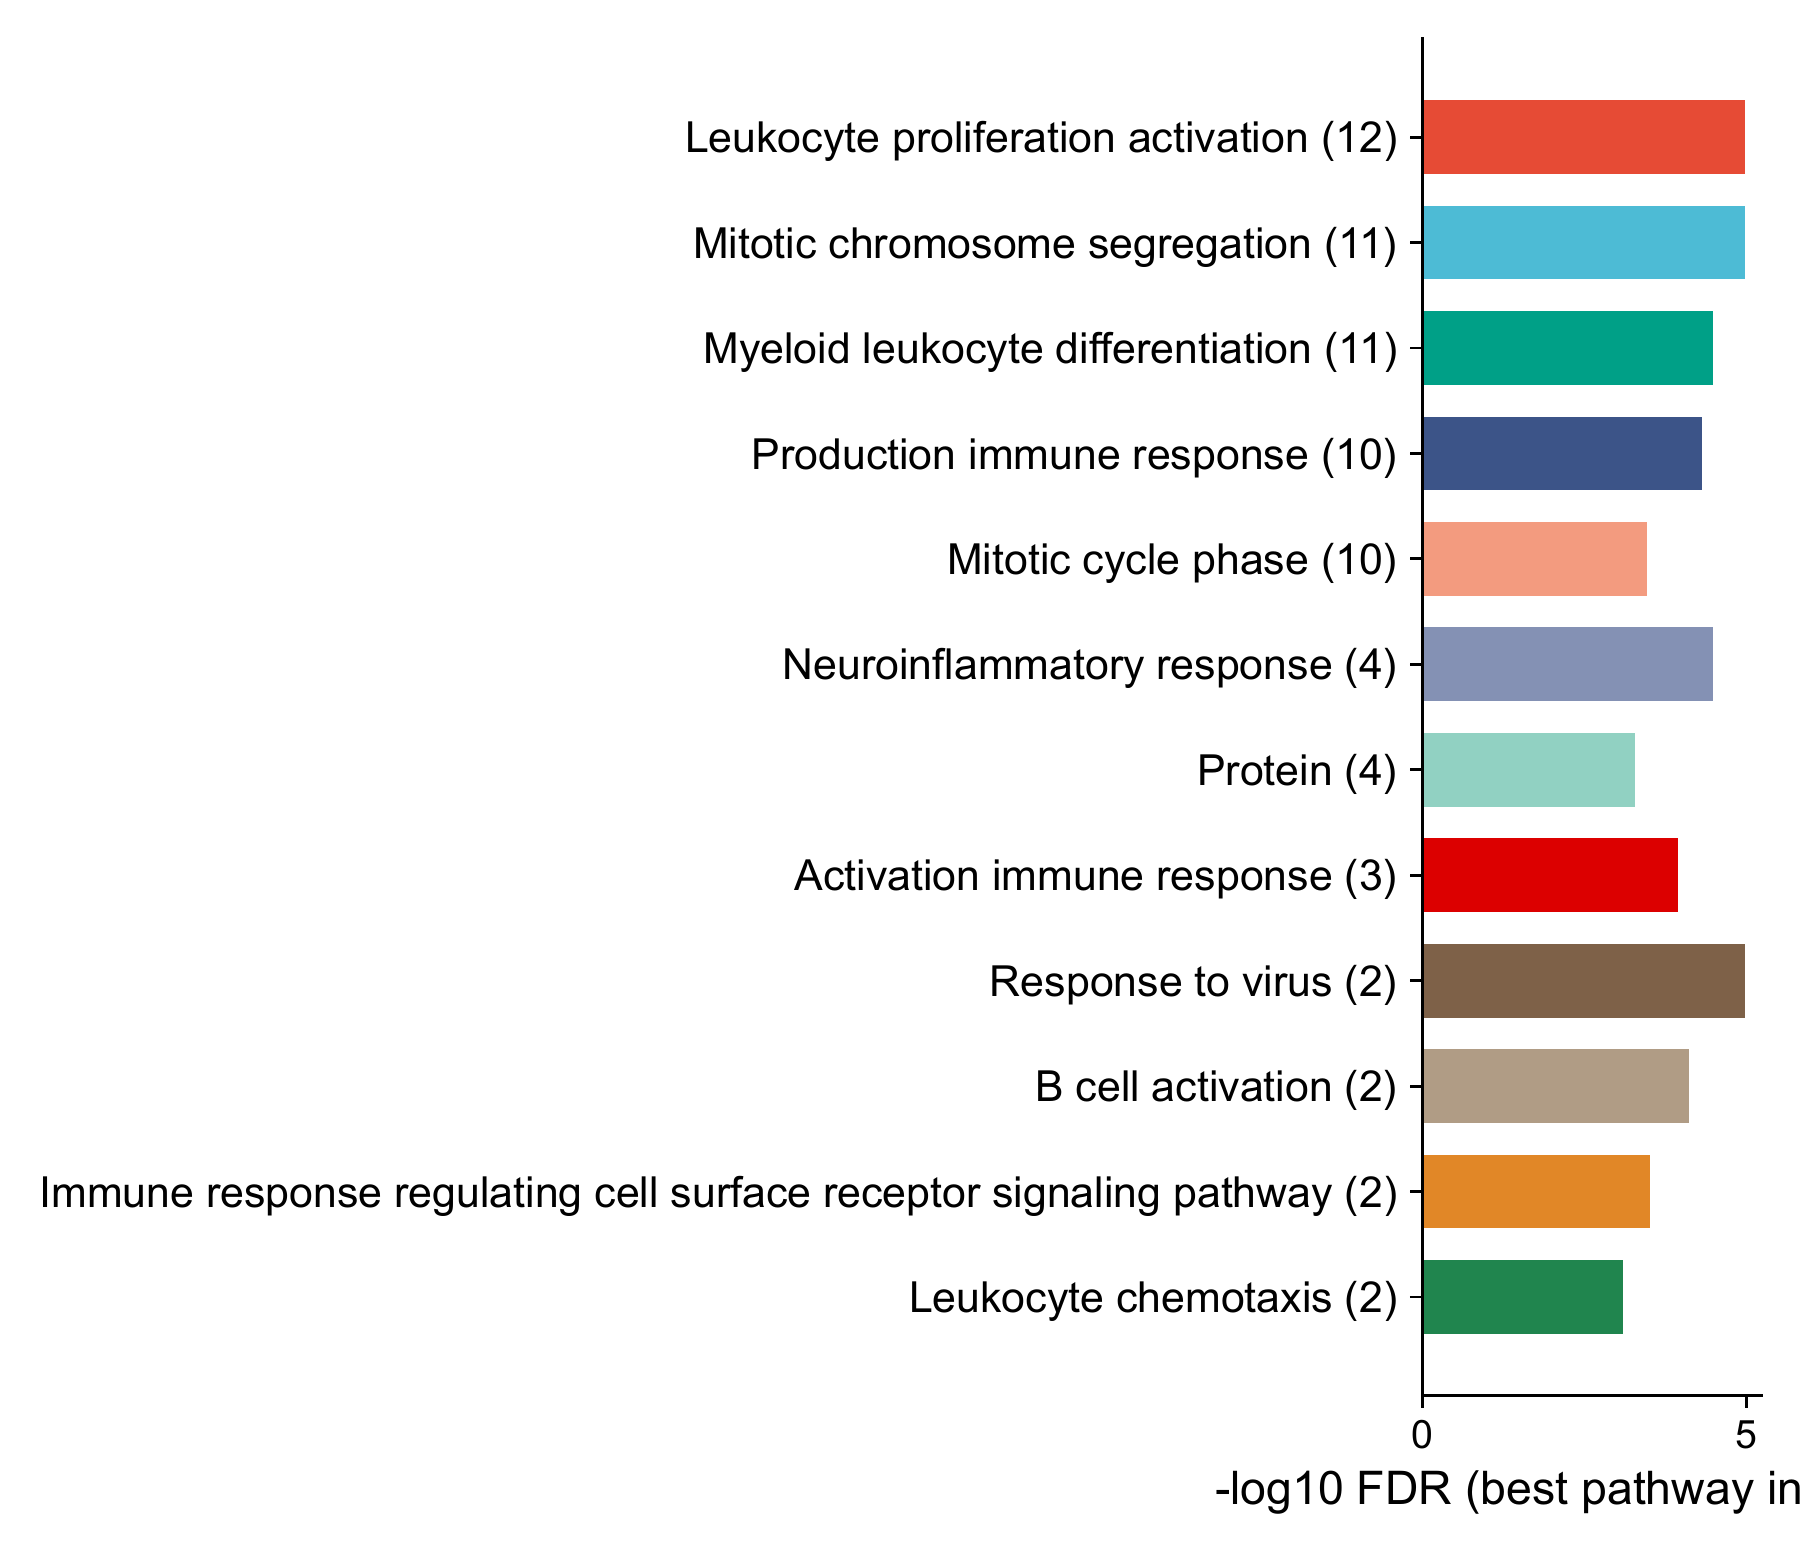 Leukocyte proliferation activation (12)
Mitotic chromosome segregation (11)
Myeloid leukocyte differentiation (11)
Production immune response (10)
Mitotic cycle phase (10)
Neuroinflammatory response (4)
Protein (4)
Activation immune response (3)
Response to virus (2)
B cell activation (2)
Immune response regulating cell surface receptor signaling pathway (2)
Leukocyte chemotaxis (2)
0 5
-log10 FDR (best pathway in